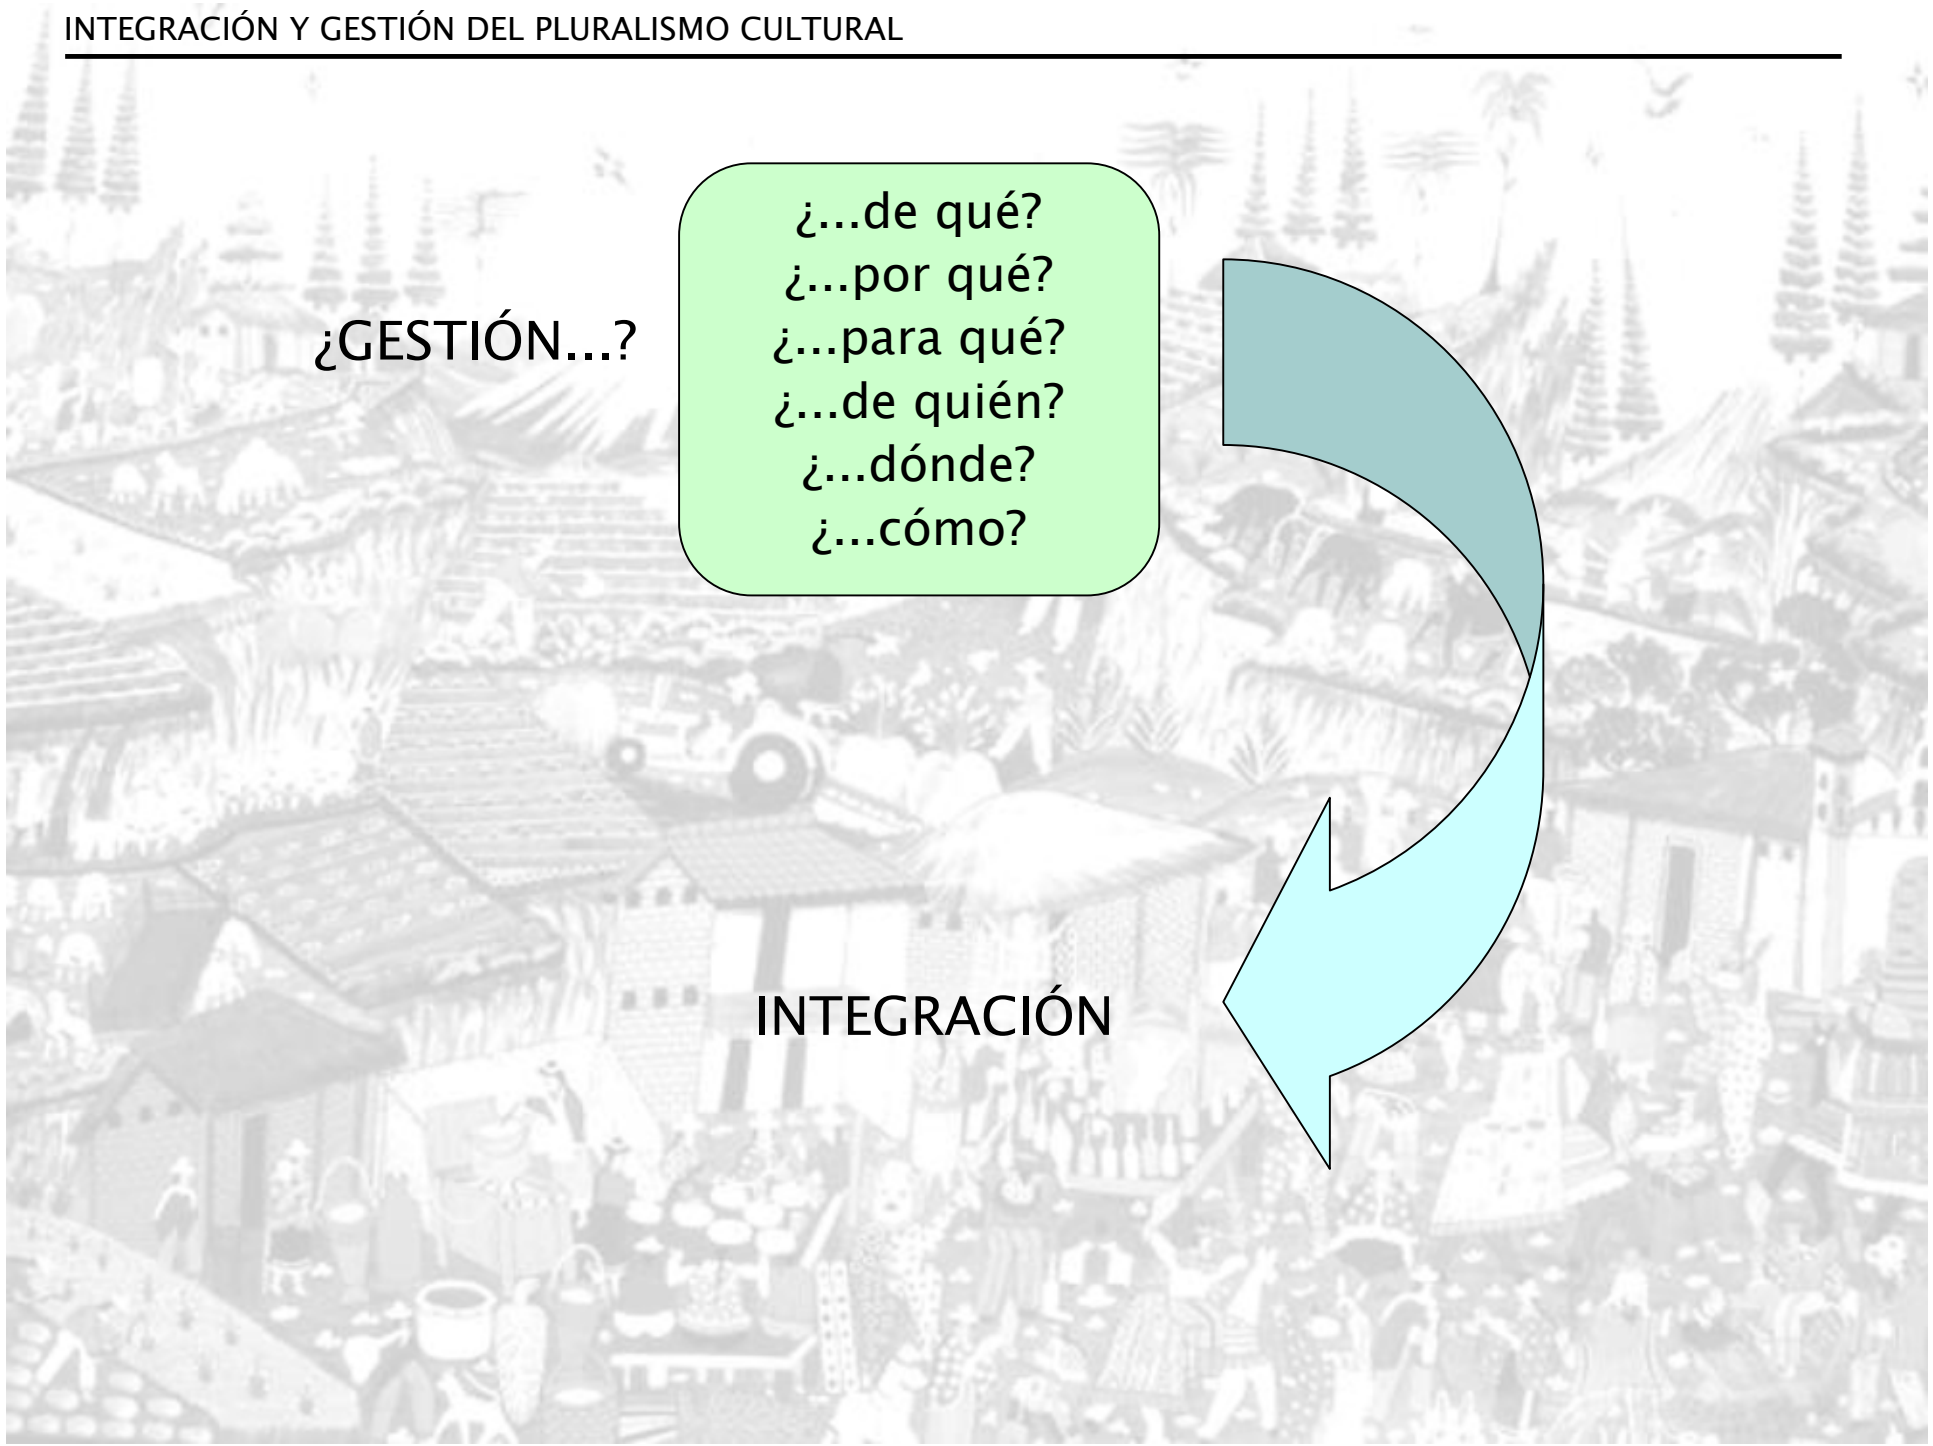 INTEGRACIÓN Y GESTIÓN DEL PLURALISMO CULTURAL
¿GESTIÓN...?
¿...de qué?
¿...por qué?
¿...para qué?
¿...de quién?
¿...dónde?
¿...cómo?
INTEGRACIÓN